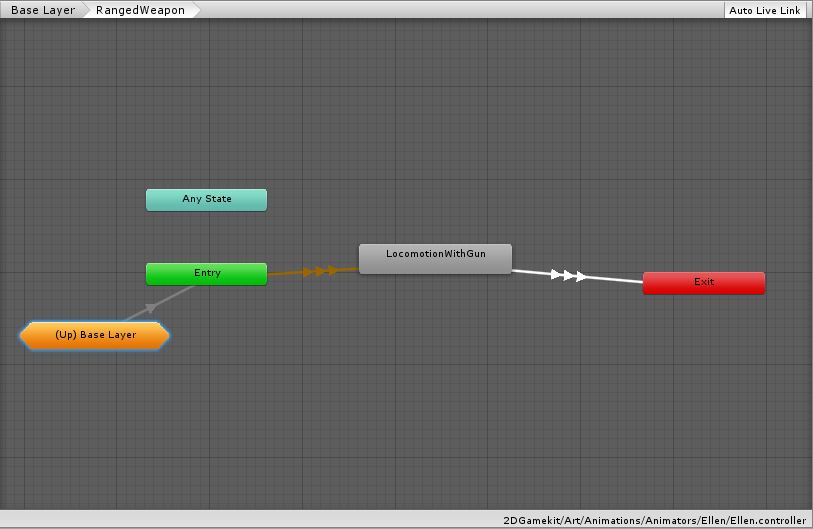 Base Layer RangedWeapon Auto Live Link
Any State
LocomotionWithGun
Entry
Exit
(Up) Base Layer
2DGamekit/Art/Animations/Animators/Ellen/Ellen.controller